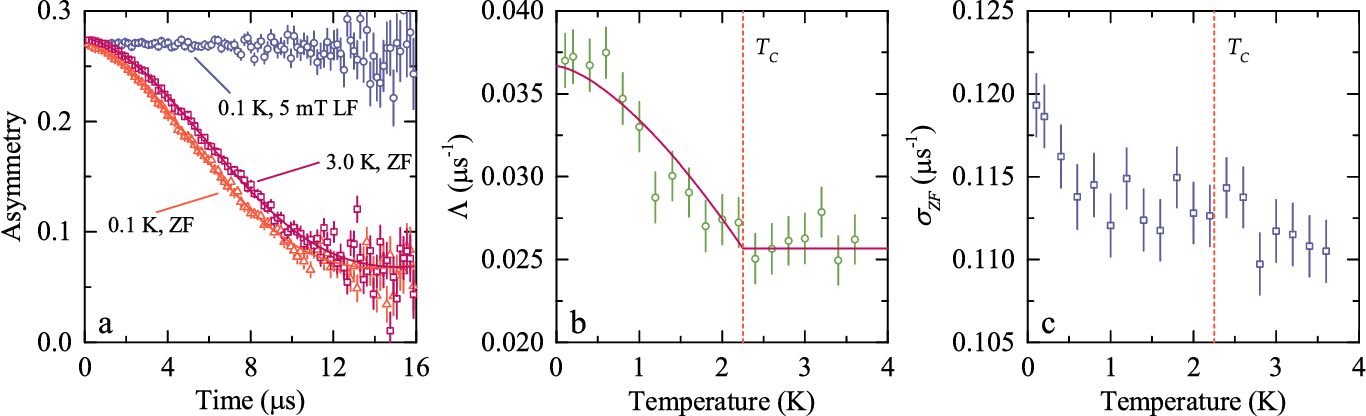 Asymmetry
0.3
0.2
0.1
0.0
0 4 8 12 16
Time (μs)
0.1 K, 5 mT LF
3.0 K, ZF
0.1 K, ZF
a
Λ (μs⁻¹)
0.040
0.035
0.030
0.025
0.020
0 1 2 3 4
Temperature (K)
T_C
b
σ_ZF (μs⁻¹)
0.125
0.120
0.115
0.110
0.105
0 1 2 3 4
Temperature (K)
T_C
c